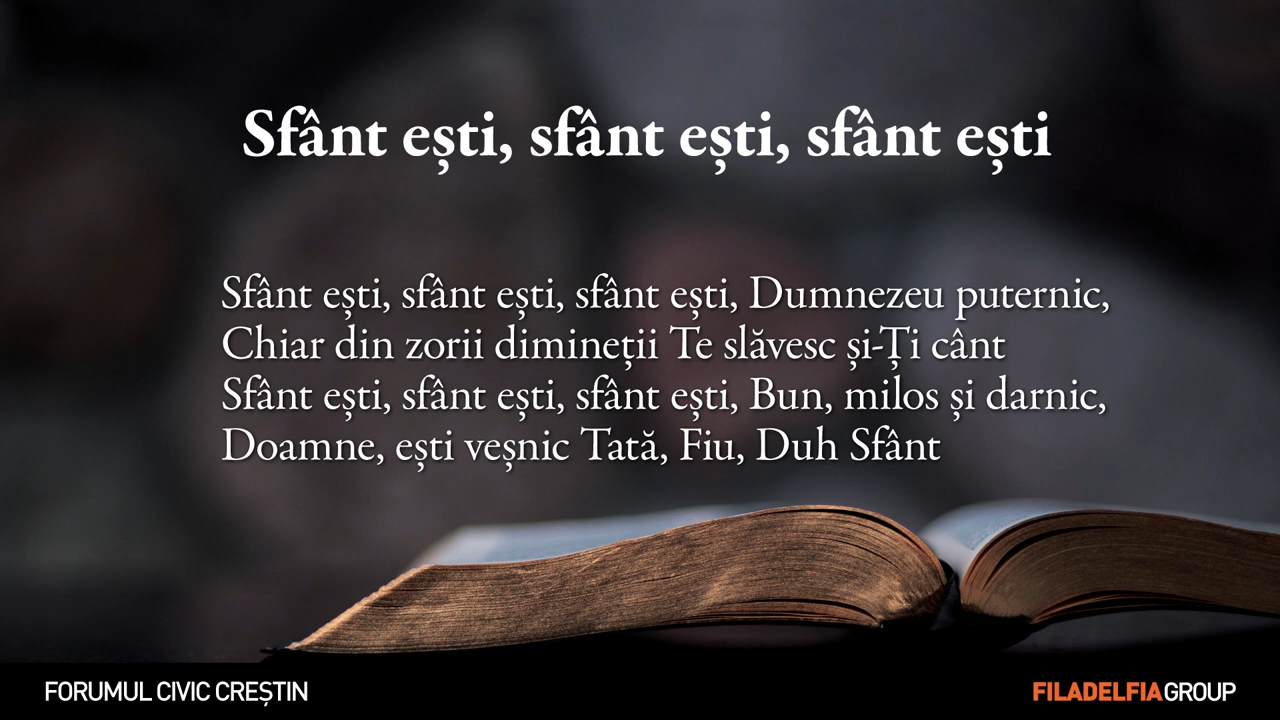 Sfânt ești, sfânt ești, sfânt ești
Sfânt ești, sfânt ești, sfânt ești, Dumnezeu puternic,
Chiar din zorii dimineții Te slăvesc și-Ți cânt
Sfânt ești, sfânt ești, sfânt ești, Bun, milos și darnic,
Doamne, ești veșnic Tată, Fiu, Duh Sfânt
FORUMUL CIVIC CREȘTIN
FILADELFIAGROUP